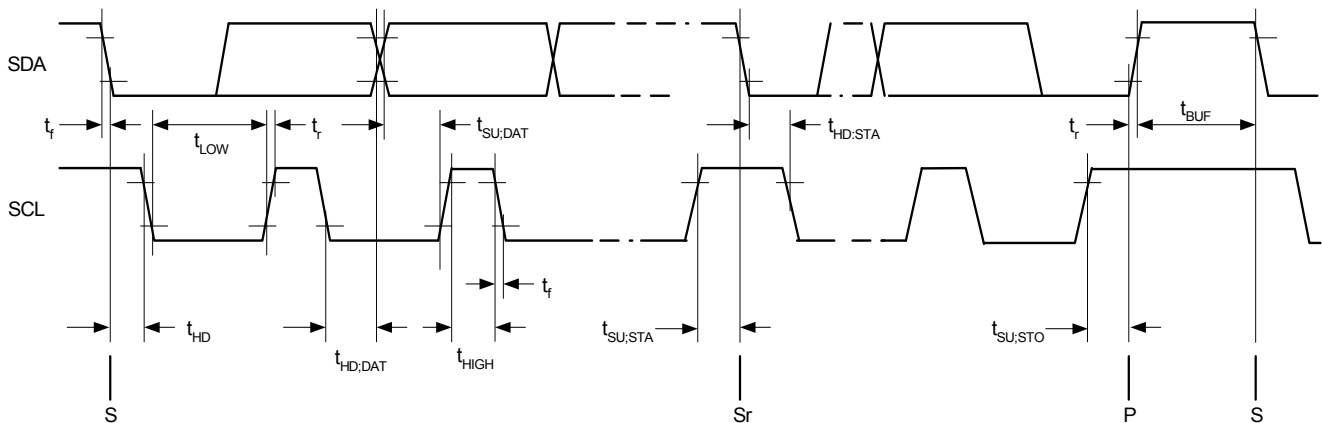 SDA
t_f
t_LOW
t_r
t_SU;DAT
t_HD:STA
t_r
t_BUF
SCL
t_f
t_HD
t_HD;DAT
t_HIGH
t_SU;STA
t_SU;STO
S
Sr
P
S